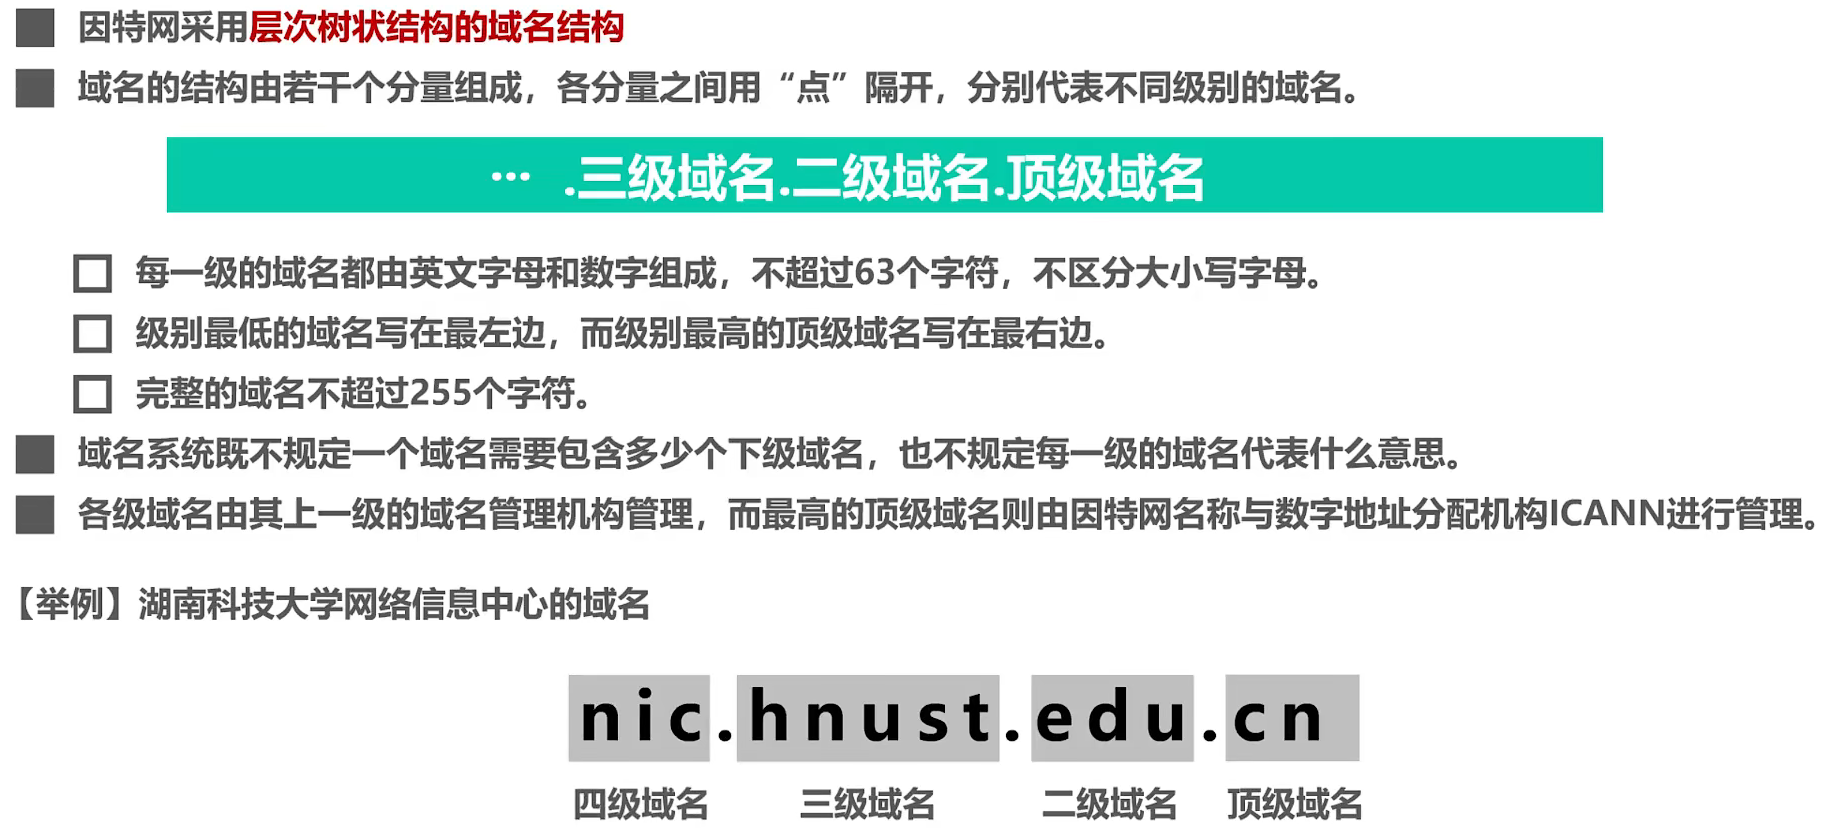 因特网采用层次树状结构的域名结构
域名的结构由若干个分量组成，各分量之间用“点”隔开，分别代表不同级别的域名。
… .三级域名.二级域名.顶级域名
每一级的域名都由英文字母和数字组成，不超过63个字符，不区分大小写字母。
级别最低的域名写在最左边，而级别最高的顶级域名写在最右边。
完整的域名不超过255个字符。
域名系统既不规定一个域名需要包含多少个下级域名，也不规定每一级的域名代表什么意思。
各级域名由其上一级的域名管理机构管理，而最高的顶级域名则由因特网名称与数字地址分配机构ICANN进行管理。
【举例】湖南科技大学网络信息中心的域名
nic.hnust.edu.cn
四级域名 三级域名 二级域名 顶级域名